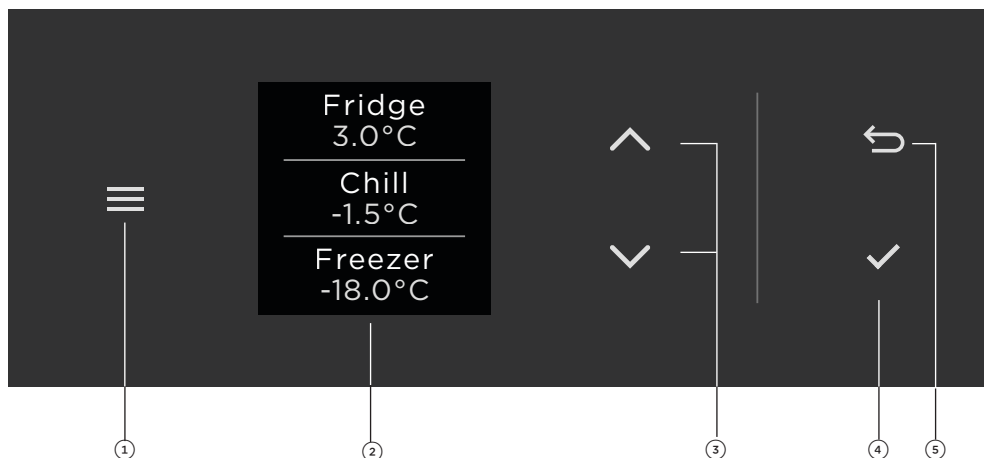 Fridge
3.0°C
Chill
-1.5°C
Freezer
-18.0°C
① ② ③ ④ ⑤